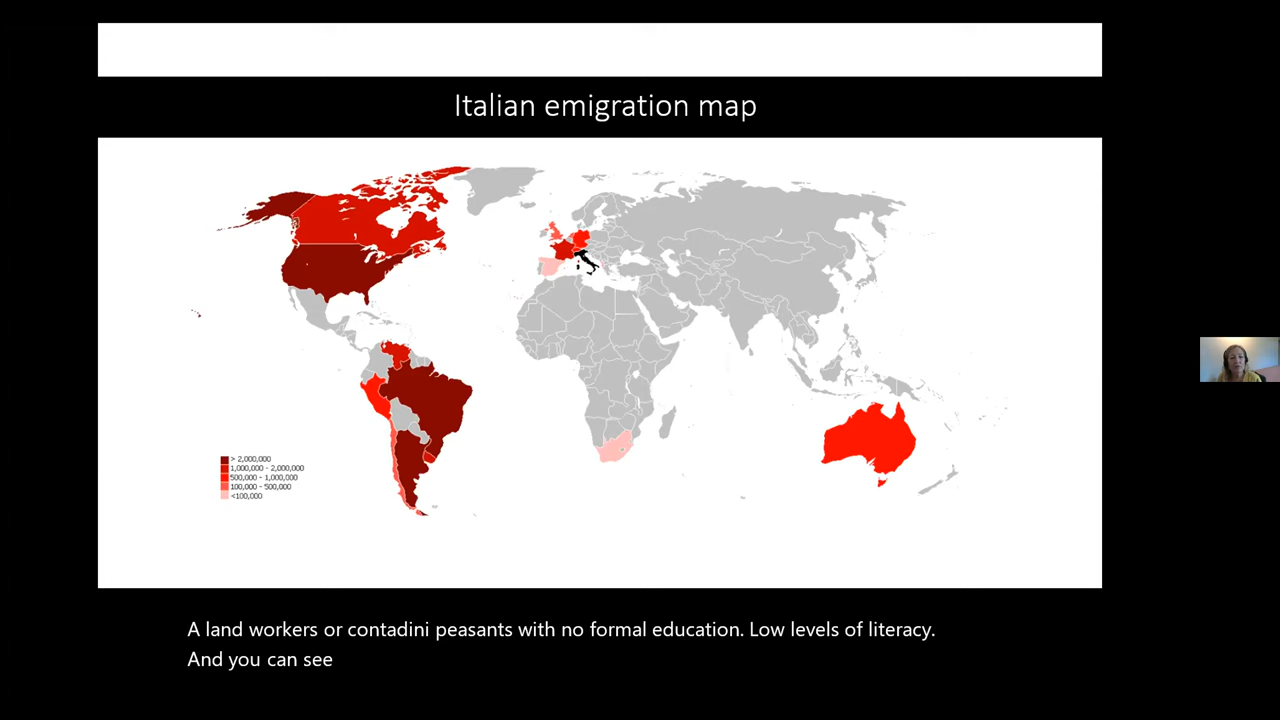 Italian emigration map
> 2,000,000
1,000,000 - 2,000,000
500,000 - 1,000,000
100,000 - 500,000
<100,000
A land workers or contadini peasants with no formal education. Low levels of literacy.
And you can see